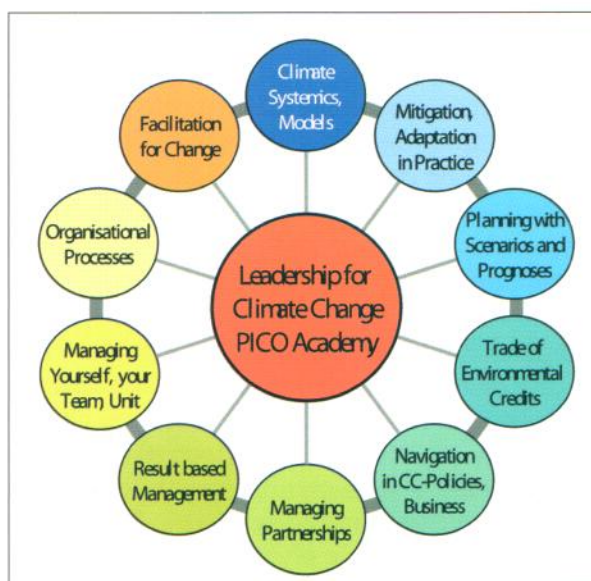 Climate
Systemics,
Models
Mitigation,
Adaptation
in Practice
Planning with
Scenarios and
Prognoses
Trade of
Environmental
Credits
Navigation
in CC-Policies,
Business
Managing
Partnerships
Result based
Management
Managing
Yourself, your
Team, Unit
Organisational
Processes
Facilitation
for Change
Leadership for
Climate Change
PICO Academy